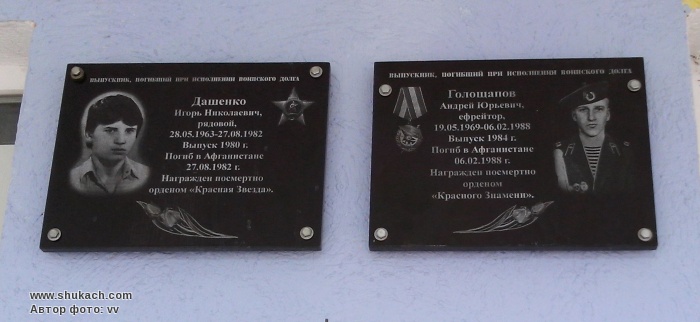 ВЫПУСКНИК, ПОГИБШИЙ ПРИ ИСПОЛНЕНИИ ВОИНСКОГО ДОЛГА
Дашенко
Игорь Николаевич,
рядовой,
28.05.1963-27.08.1982
Выпуск 1980 г.
Погиб в Афганистане
27.08.1982 г.
Награжден посмертно
орденом «Красная Звезда».
ВЫПУСКНИК, ПОГИБШИЙ ПРИ ИСПОЛНЕНИИ ВОИНСКОГО ДОЛГА
Голощапов
Андрей Юрьевич,
ефрейтор,
19.05.1969-06.02.1988
Выпуск 1984 г.
Погиб в Афганистане
06.02.1988 г.
Награжден посмертно
орденом
«Красного Знамени».
www.shukach.com
Автор фото: vv